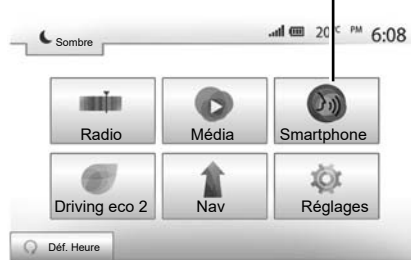 Sombre
20°C PM 6:08
Radio Média Smartphone
Driving eco 2 Nav Réglages
Déf. Heure